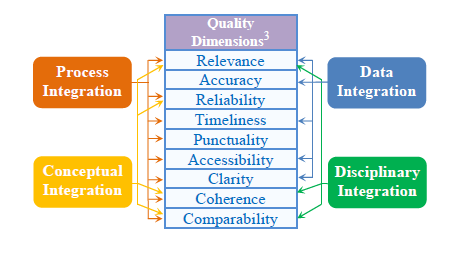 Quality
Dimensions3
Process
Integration
Conceptual
Integration
Relevance
Accuracy
Reliability
Timeliness
Punctuality
Accessibility
Clarity
Coherence
Comparability
Data
Integration
Disciplinary
Integration